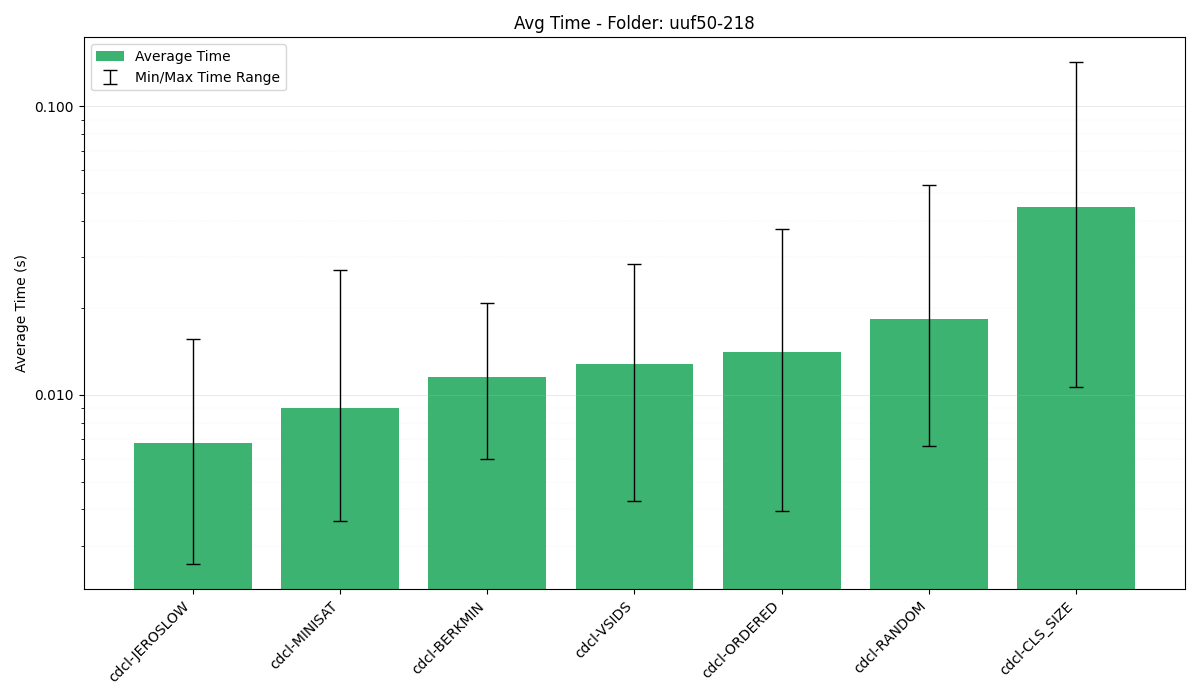 Avg Time - Folder: uuf50-218
Average Time
Min/Max Time Range
0.100
0.010
Average Time (s)
cdcl-JEROSLOW
cdcl-MINISAT
cdcl-BERKMIN
cdcl-VSIDS
cdcl-ORDERED
cdcl-RANDOM
cdcl-CLS_SIZE